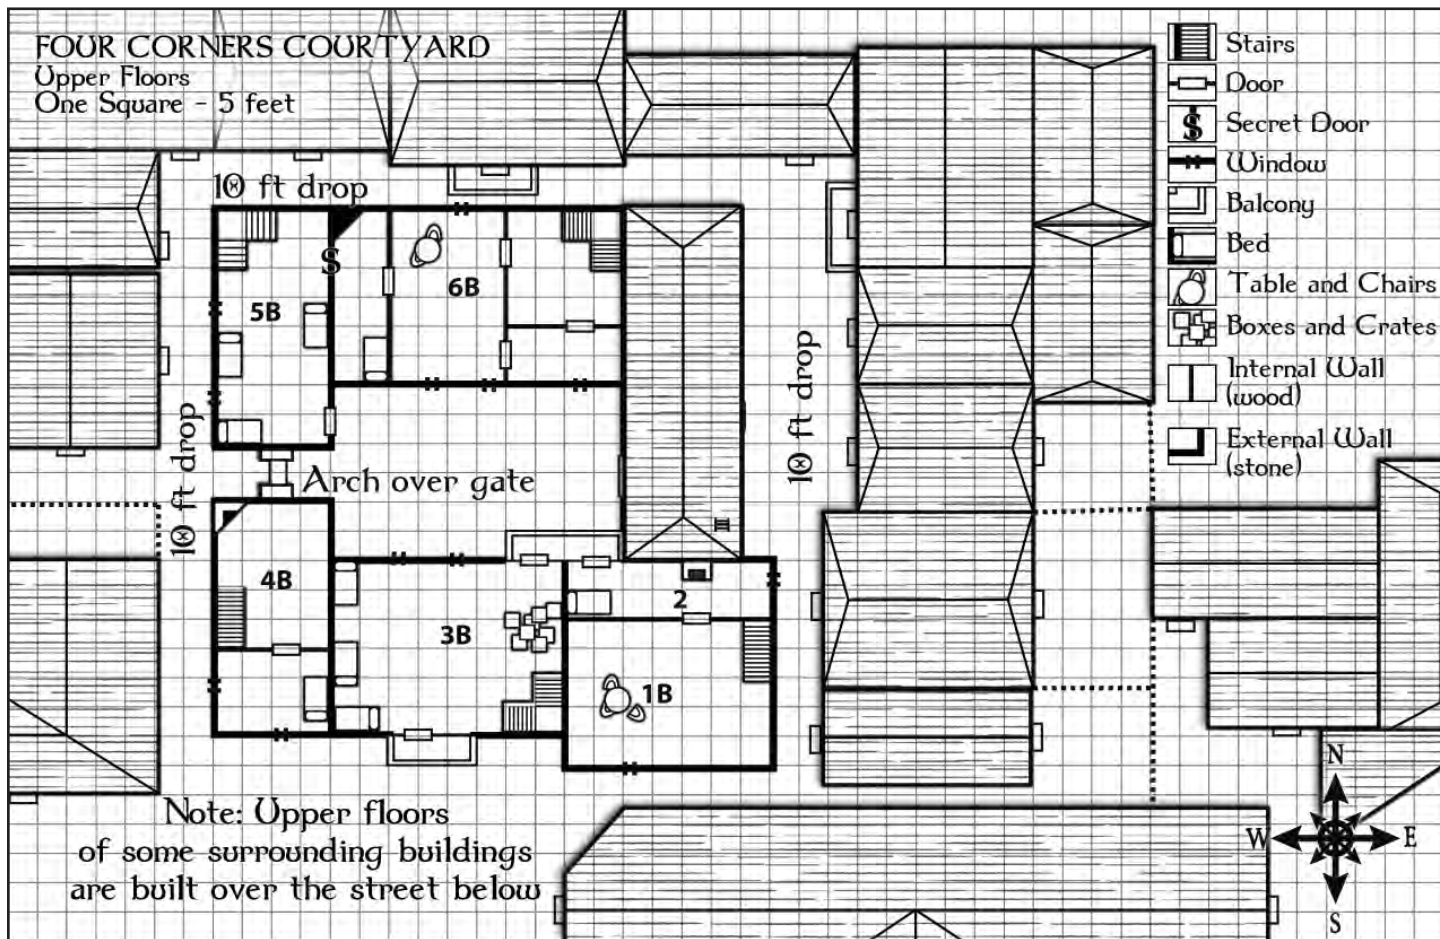 FOUR CORNERS COURTYARD
Upper Floors
One Square - 5 feet
Stairs
Door
S
Secret Door
Window
Balcony
Bed
Table and Chairs
Boxes and Crates
Internal Wall
(wood)
External Wall
(stone)
10 ft drop
S
5B
6B
10 ft drop
10 ft drop
Arch over gate
4B
3B
2
1B
Note: Upper floors
of some surrounding buildings
are built over the street below
N
W
E
S